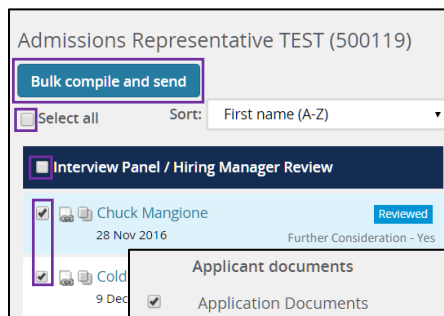 Admissions Representative TEST (500119)
Bulk compile and send
Select all Sort: First name (A-Z)
Interview Panel / Hiring Manager Review
Chuck Mangione Reviewed
28 Nov 2016 Further Consideration - Yes
Cold
9 Dec
Applicant documents
Application Documents